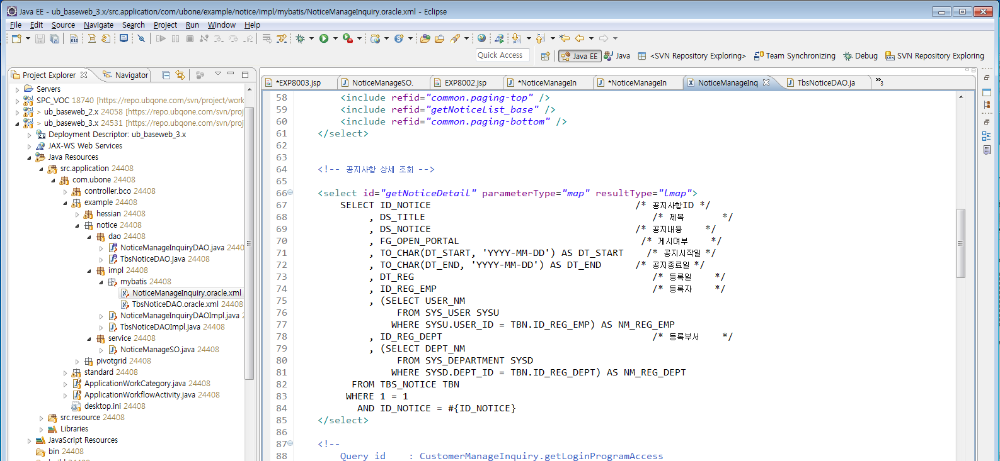 Java EE - ub_baseweb_3.x/src.application/com/ubone/example/notice/impl/mybatis/NoticeManageInquiry.oracle.xml - Eclipse
File Edit Source Navigate Search Project Run Window Help
Quick Access
Java EE Java <SVN Repository Exploring> Team Synchronizing Debug SVN Repository Exploring
Project Explorer Navigator
Servers
SPC_VOC 18740 [https://repo.ubqone.com/svn/project/work
> ub_baseweb_2.x 24058 [https://repo.ubqone.com/svn/proj
> ub_baseweb_3.x 24531 [https://repo.ubqone.com/svn/proj
Deployment Descriptor: ub_baseweb_3.x
JAX-WS Web Services
Java Resources
src.application 24408
com.ubone 24408
controller.bco 24408
example 24408
hessian 24408
notice 24408
dao 24408
NoticeManageInquiryDAO.java 2440
TbsNoticeDAO.java 24408
impl 24408
mybatis 24408
NoticeManageInquiry.oracle.xml
TbsNoticeDAO.oracle.xml 24408
NoticeManageInquiryDAOImpl.java 2
TbsNoticeDAOImpl.java 24408
service 24408
NoticeManageSO.java 24408
pivotgrid 24408
standard 24408
ApplicationWorkCategory.java 24408
ApplicationWorkflowActivity.java 24408
desktop.ini 24408
src.resource 24408
Libraries
JavaScript Resources
bin 24408
*EXP8003.jsp NoticeManageSO. EXP8002.jsp *NoticeManageIn *NoticeManageIn NoticeManageInq TbsNoticeDAO.ja »3
58 <include refid="common.paging-top" />
59 <include refid="getNoticeList_base" />
60 <include refid="common.paging-bottom" />
61 </select>
62
63
64 <!-- 공지사항 상세 조회 -->
65
66 <select id="getNoticeDetail" parameterType="map" resultType="lmap">
67 SELECT ID_NOTICE /* 공지사항ID */
68 , DS_TITLE /* 제목 */
69 , DS_NOTICE /* 공지내용 */
70 , FG_OPEN_PORTAL /* 게시여부 */
71 , TO_CHAR(DT_START, 'YYYY-MM-DD') AS DT_START /* 공지시작일 */
72 , TO_CHAR(DT_END, 'YYYY-MM-DD') AS DT_END /* 공지종료일 */
73 , DT_REG /* 등록일 */
74 , ID_REG_EMP /* 등록자 */
75 , (SELECT USER_NM
76 FROM SYS_USER SYSU
77 WHERE SYSU.USER_ID = TBN.ID_REG_EMP) AS NM_REG_EMP
78 , ID_REG_DEPT /* 등록부서 */
79 , (SELECT DEPT_NM
80 FROM SYS_DEPARTMENT SYSD
81 WHERE SYSD.DEPT_ID = TBN.ID_REG_DEPT) AS NM_REG_DEPT
82 FROM TBS_NOTICE TBN
83 WHERE 1 = 1
84 AND ID_NOTICE = #{ID_NOTICE}
85 </select>
86
87 <!--
88 Query id : CustomerManageInquiry.getLoginProgramAccess